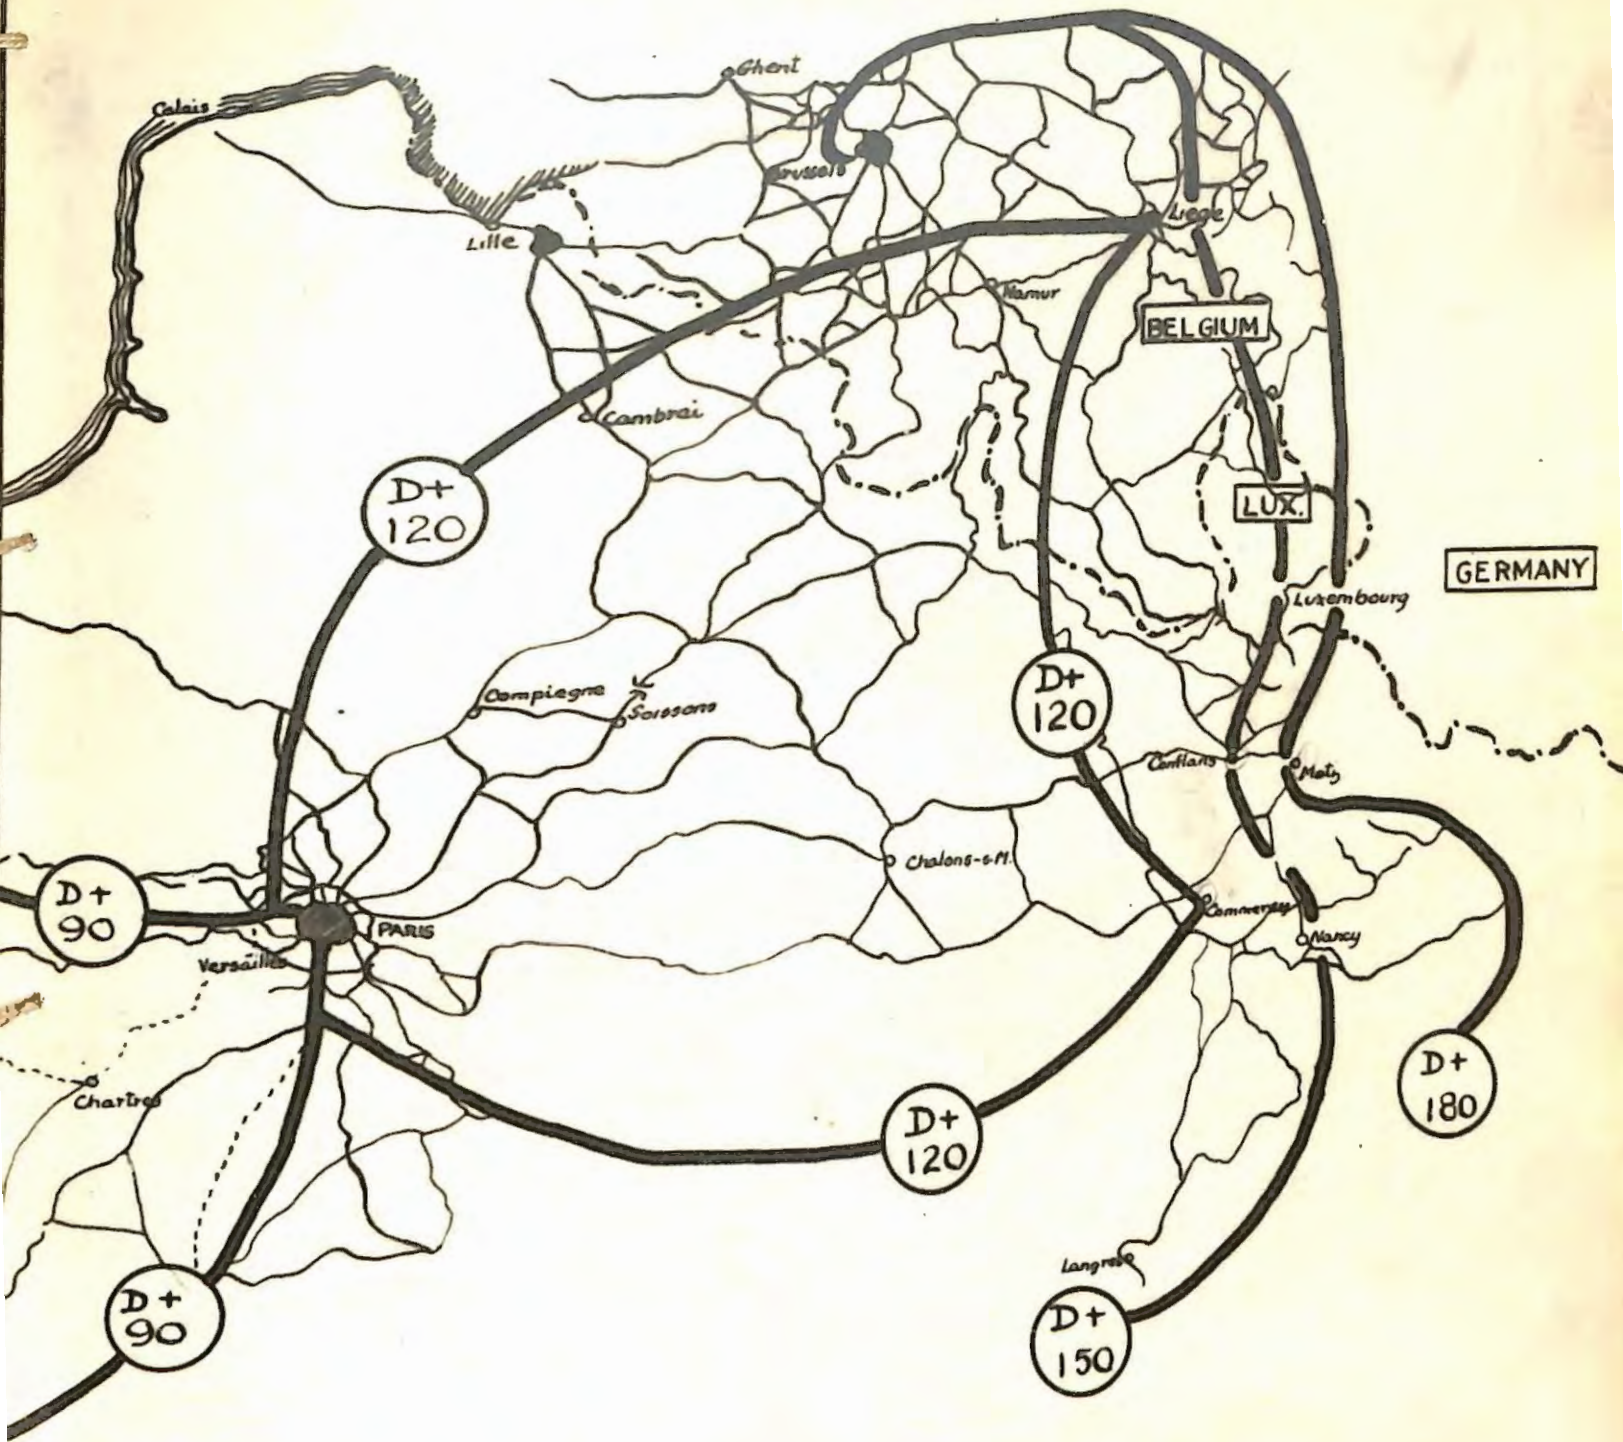 Ghent
Calais
Brussels
Liege
Lille
Namur
BELGIUM
Cambrai
D+
120
LUX.
GERMANY
Luxembourg
Compiegne
Soissons
D+
120
Conflans
Metz
Chalons-s-M.
D+
90
PARIS
Commercy
Nancy
Versailles
D+
180
Chartres
D+
120
Langres
D+
90
D+
150